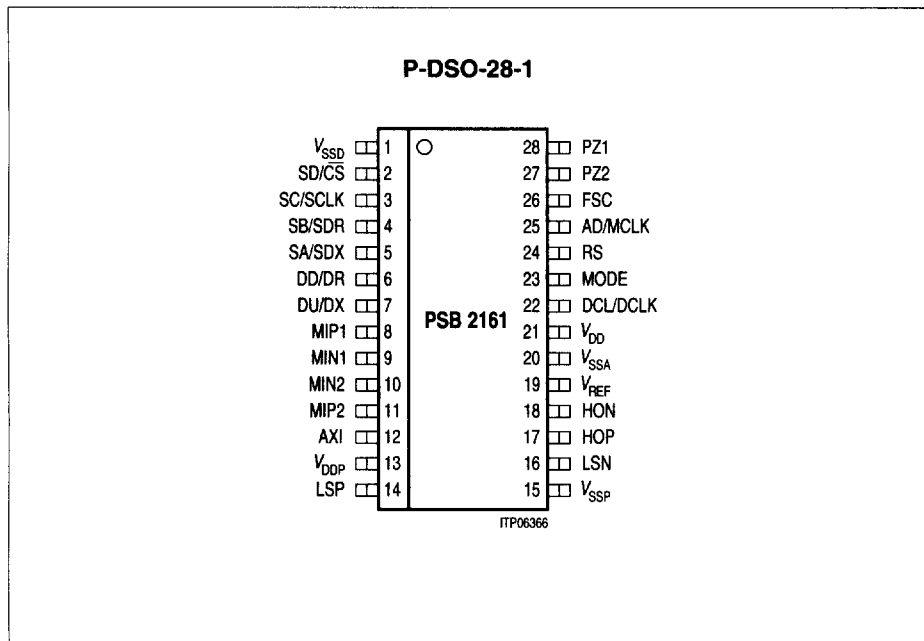 P-DSO-28-1
V_SSD 1 28 PZ1
SD/C̅S̅ 2 27 PZ2
SC/SCLK 3 26 FSC
SB/SDR 4 25 AD/MCLK
SA/SDX 5 24 RS
DD/DR 6 23 MODE
DU/DX 7 22 DCL/DCLK
PSB 2161
MIP1 8 21 V_DD
MIN1 9 20 V_SSA
MIN2 10 19 V_REF
MIP2 11 18 HON
AXI 12 17 HOP
V_DDP 13 16 LSN
LSP 14 15 V_SSP
ITP06366